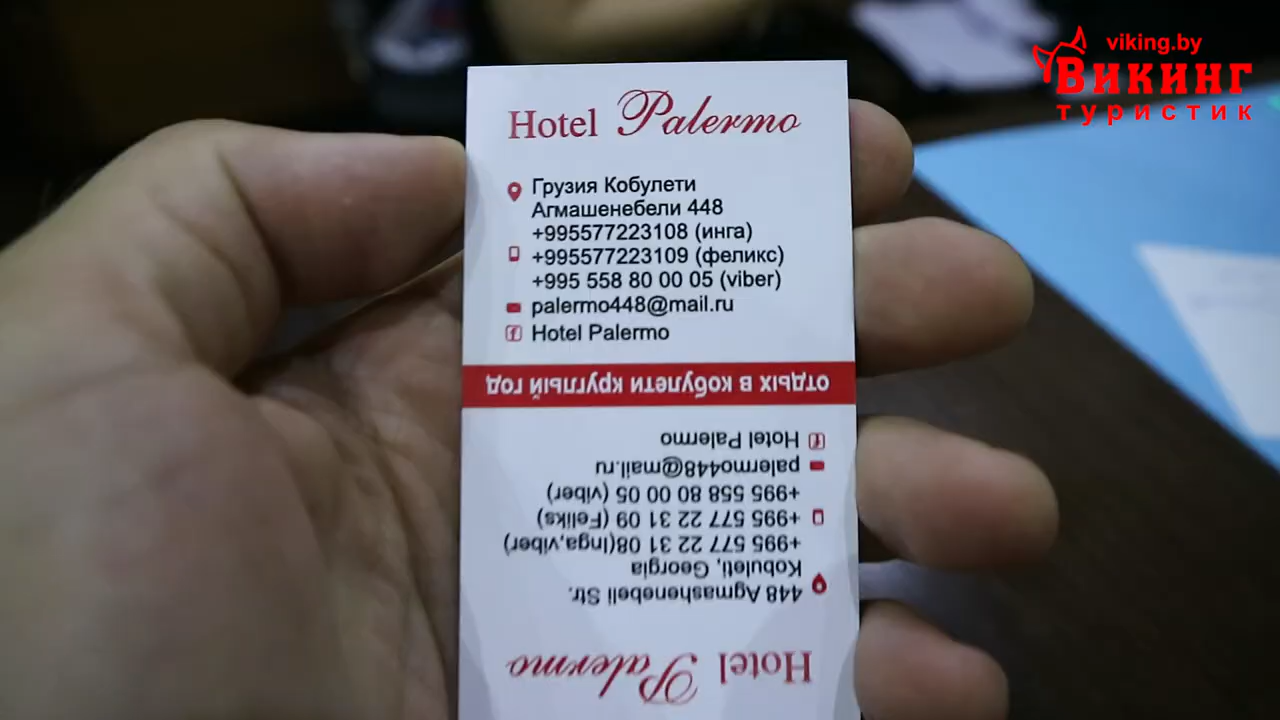 viking.by
Викинг
туристик
Hotel Palermo
Грузия Кобулети
Агмашенебели 448
+995577223108 (инга)
+995577223109 (феликс)
+995 558 80 00 05 (viber)
palermo448@mail.ru
Hotel Palermo
отдых в кобулети круглый год
Hotel Palermo
448 Agmashenebeli Str.
Kobuleti, Georgia
+995 577 22 31 08(Inga,viber)
+995 577 22 31 09 (Feliks)
+995 558 80 00 05 (viber)
palermo448@mail.ru
Hotel Palermo